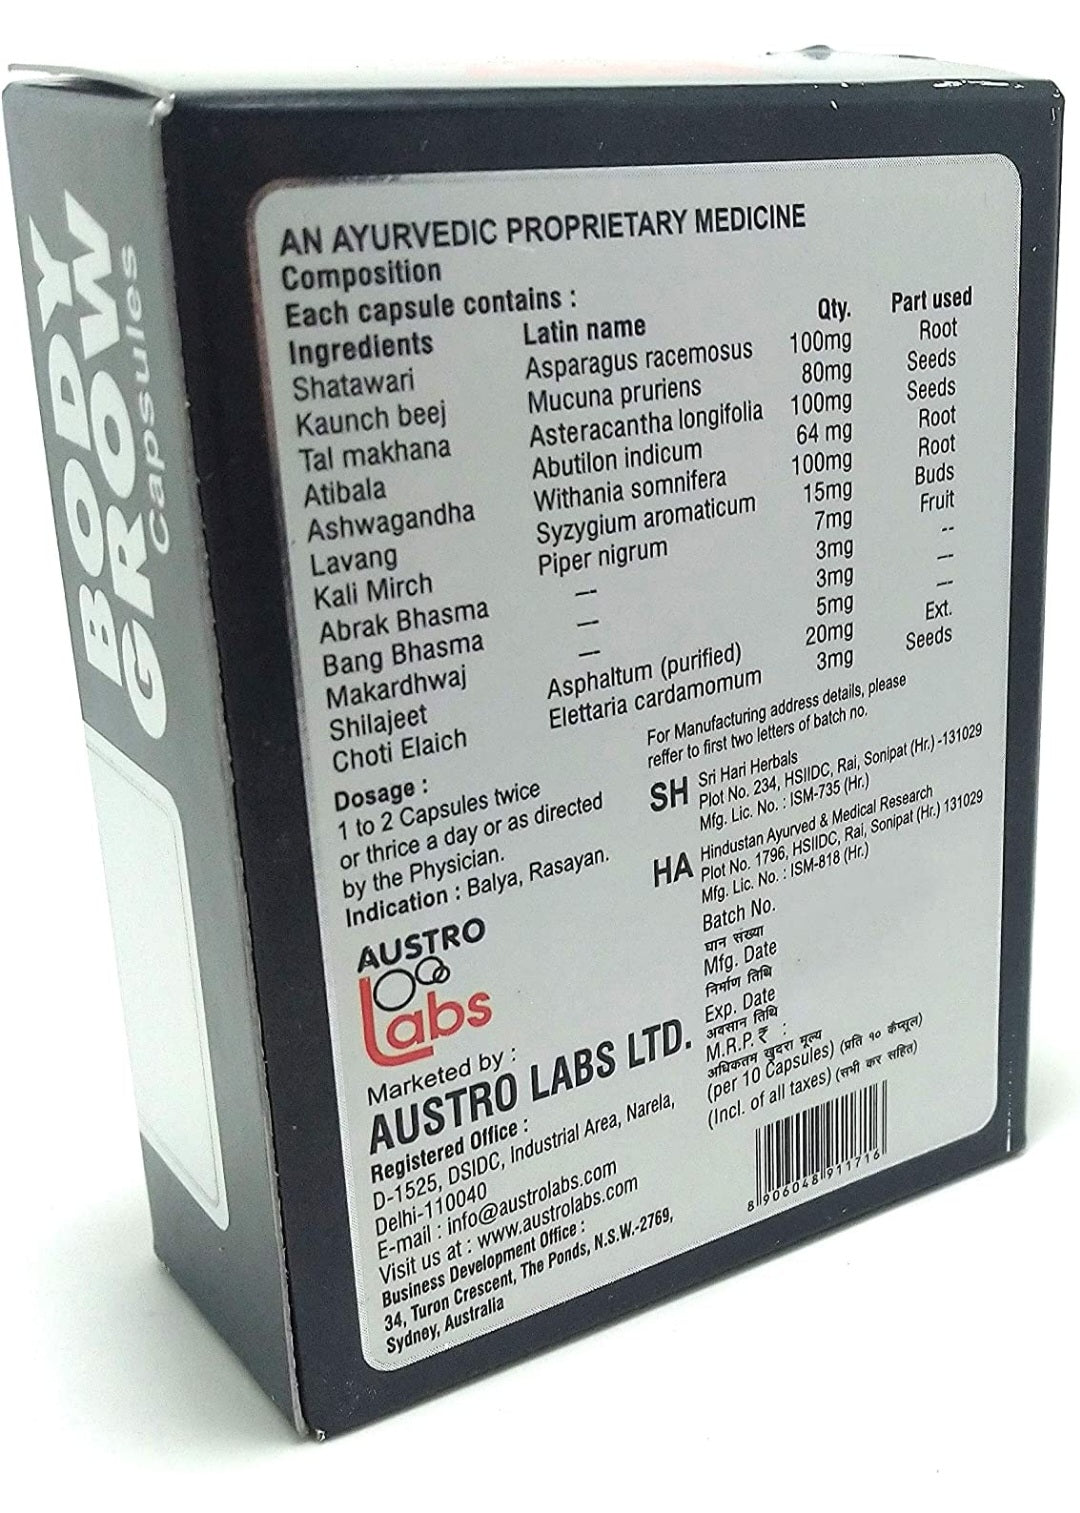 BODY
GROW
Capsules
AN AYURVEDIC PROPRIETARY MEDICINE
Composition
Each capsule contains :
Ingredients Latin name Qty. Part used
Shatawari Asparagus racemosus 100mg Root
Kaunch beej Mucuna pruriens 80mg Seeds
Tal makhana Asteracantha longifolia 100mg Seeds
Atibala Abutilon indicum 64 mg Root
Ashwagandha Withania somnifera 100mg Root
Lavang Syzygium aromaticum 15mg Buds
Kali Mirch Piper nigrum 7mg Fruit
Abrak Bhasma --- 3mg --
Bang Bhasma --- 3mg ---
Makardhwaj --- 5mg ---
Shilajeet Asphaltum (purified) 20mg Ext.
Choti Elaich Elettaria cardamomum 3mg Seeds
Dosage :
1 to 2 Capsules twice
or thrice a day or as directed
by the Physician.
Indication : Balya, Rasayan.
AUSTRO
Labs
Marketed by :
AUSTRO LABS LTD.
Registered Office :
D-1525, DSIDC, Industrial Area, Narela,
Delhi-110040
E-mail : info@austrolabs.com
Visit us at : www.austrolabs.com
Business Development Office :
34, Turon Crescent, The Ponds, N.S.W.-2769,
Sydney, Australia
For Manufacturing address details, please
reffer to first two letters of batch no.
SH Sri Hari Herbals
Plot No. 234, HSIIDC, Rai, Sonipat (Hr.) -131029
Mfg. Lic. No. : ISM-735 (Hr.)
HA Hindustan Ayurved & Medical Research
Plot No. 1796, HSIIDC, Rai, Sonipat (Hr.) 131029
Mfg. Lic. No. : ISM-818 (Hr.)
Batch No.
घान संख्या
Mfg. Date
निर्माण तिथि
Exp. Date
अवसान तिथि
M.R.P. ₹ :
अधिकतम खुदरा मूल्य
(per 10 Capsules) (प्रति १० कैप्सूल)
(Incl. of all taxes) (सभी कर सहित)
8 906048 911716